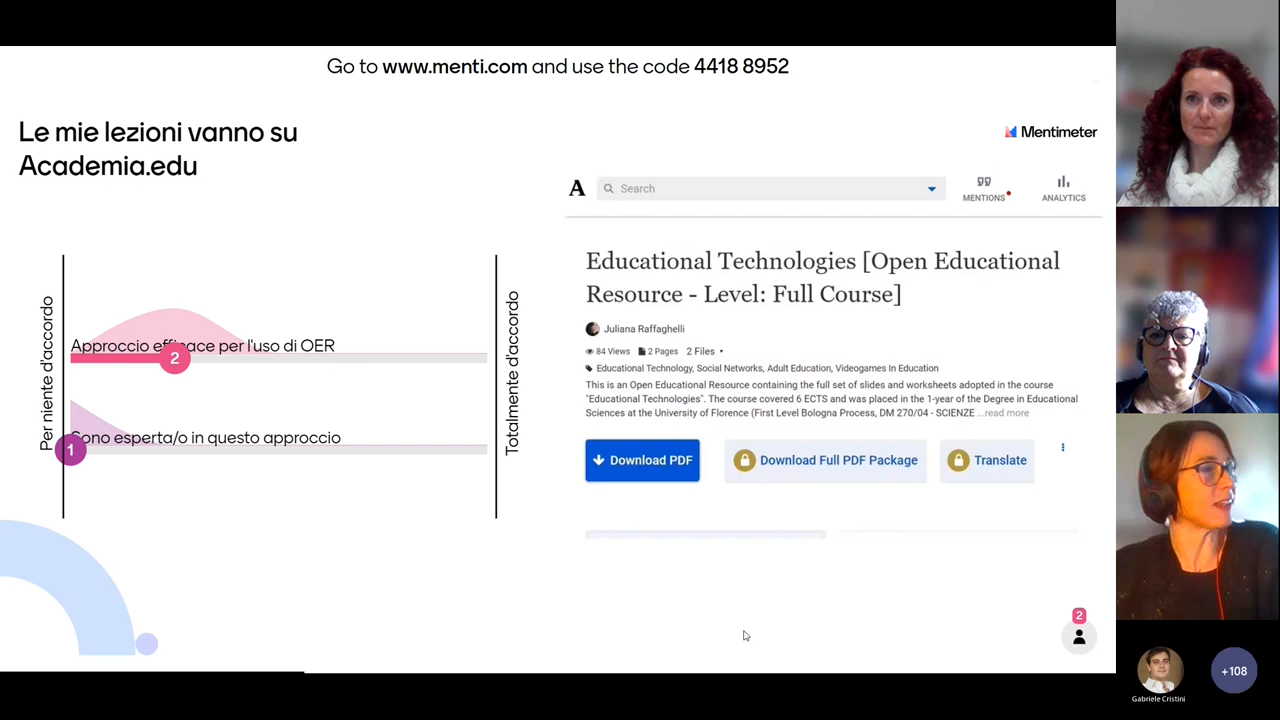 Go to www.menti.com and use the code 4418 8952
Le mie lezioni vanno su
Academia.edu
Mentimeter
A
Search
MENTIONS
ANALYTICS
Educational Technologies [Open Educational
Resource - Level: Full Course]
Juliana Raffaghelli
84 Views 2 Pages 2 Files •
Educational Technology, Social Networks, Adult Education, Videogames In Education
This is an Open Educational Resource containing the full set of slides and worksheets adopted in the course
"Educational Technologies". The course covered 6 ECTS and was placed in the 1-year of the Degree in Educational
Sciences at the University of Florence (First Level Bologna Process, DM 270/04 - SCIENZE ...read more
Download PDF
Download Full PDF Package
Translate
Per niente d'accordo
Approccio efficace per l'uso di OER
2
Sono esperta/o in questo approccio
1
Totalmente d'accordo
2
Gabriele Cristini
+108